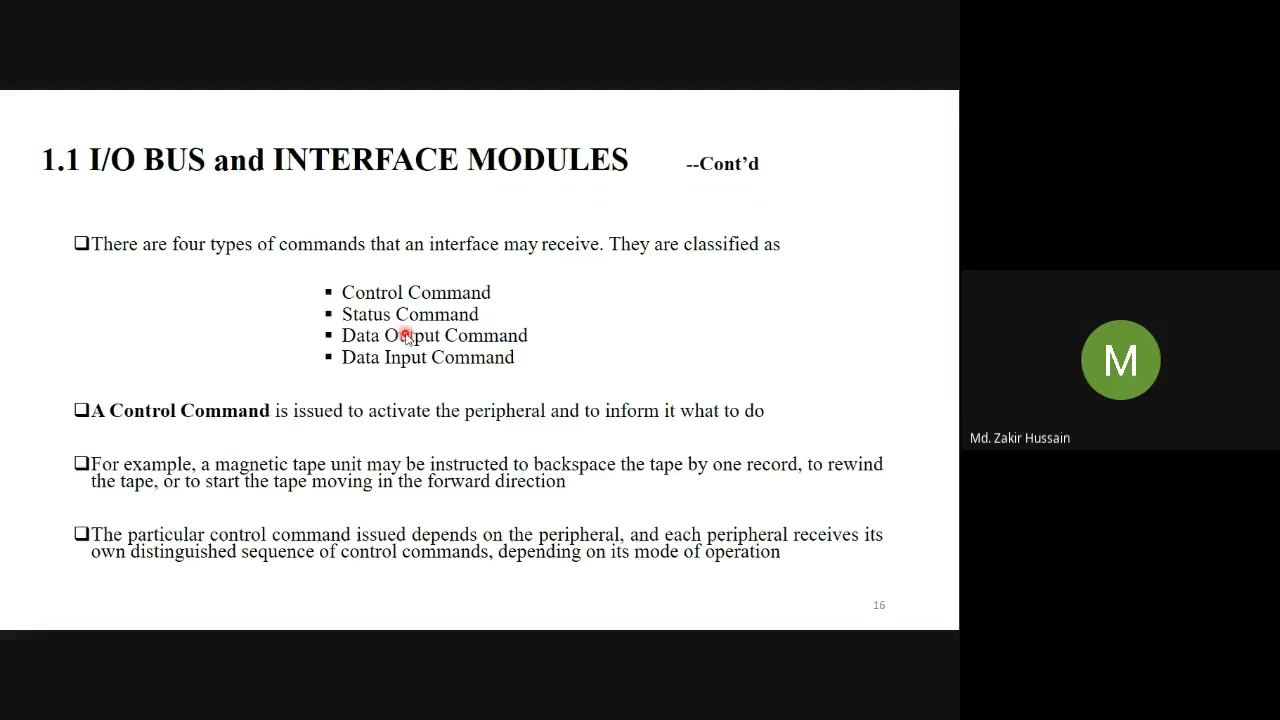 1.1 I/O BUS and INTERFACE MODULES --Cont’d
❑There are four types of commands that an interface may receive. They are classified as
▪ Control Command
▪ Status Command
▪ Data Output Command
▪ Data Input Command
❑A Control Command is issued to activate the peripheral and to inform it what to do
❑For example, a magnetic tape unit may be instructed to backspace the tape by one record, to rewind
the tape, or to start the tape moving in the forward direction
❑The particular control command issued depends on the peripheral, and each peripheral receives its
own distinguished sequence of control commands, depending on its mode of operation
16
M
Md. Zakir Hussain